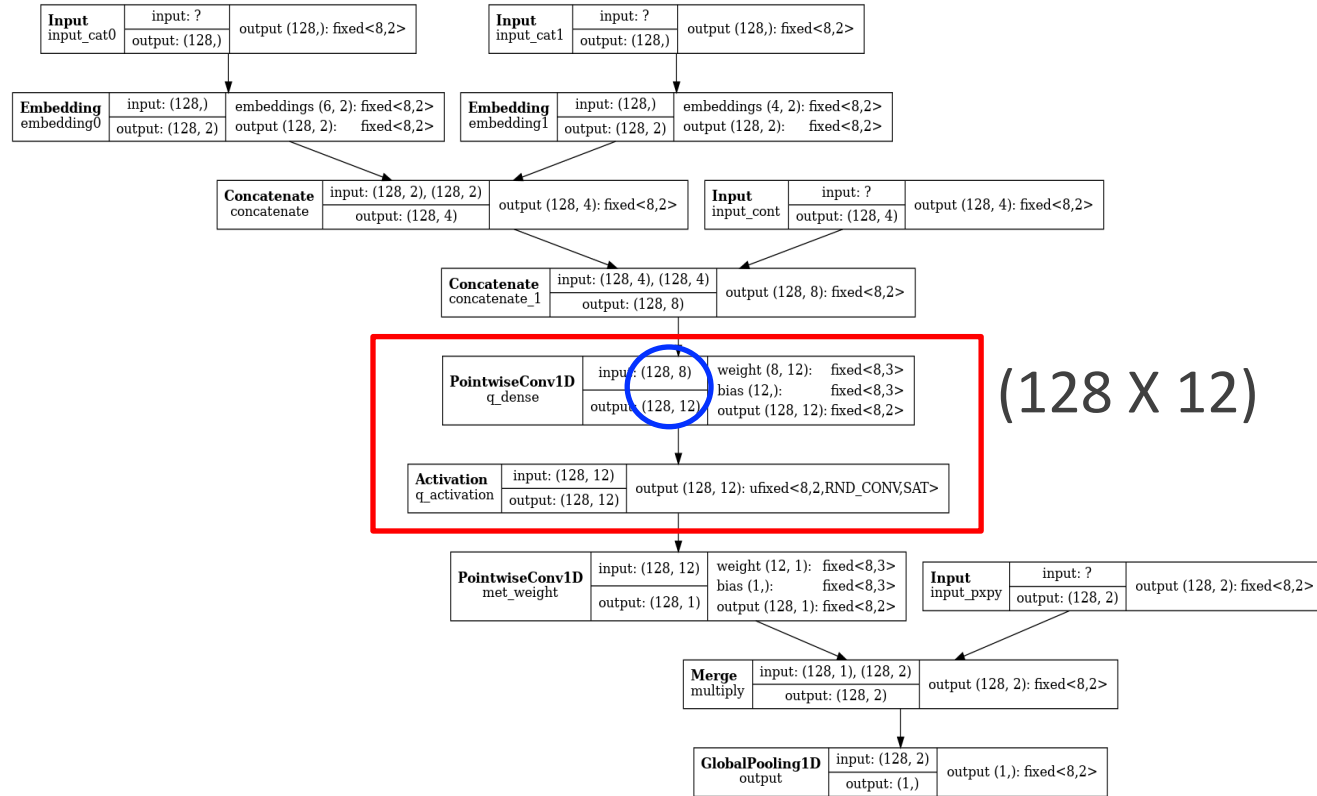 Input
input_cat0
input: ?
output: (128,)
output (128,): fixed<8,2>
Input
input_cat1
input: ?
output: (128,)
output (128,): fixed<8,2>
Embedding
embedding0
input: (128,)
output: (128, 2)
embeddings (6, 2): fixed<8,2>
output (128, 2): fixed<8,2>
Embedding
embedding1
input: (128,)
output: (128, 2)
embeddings (4, 2): fixed<8,2>
output (128, 2): fixed<8,2>
Concatenate
concatenate
input: (128, 2), (128, 2)
output: (128, 4)
output (128, 4): fixed<8,2>
Input
input_cont
input: ?
output: (128, 4)
output (128, 4): fixed<8,2>
Concatenate
concatenate_1
input: (128, 4), (128, 4)
output: (128, 8)
output (128, 8): fixed<8,2>
PointwiseConv1D
q_dense
input: (128, 8)
output: (128, 12)
weight (8, 12): fixed<8,3>
bias (12,): fixed<8,3>
output (128, 12): fixed<8,2>
(128 X 12)
Activation
q_activation
input: (128, 12)
output: (128, 12)
output (128, 12): ufixed<8,2,RND_CONV,SAT>
PointwiseConv1D
met_weight
input: (128, 12)
output: (128, 1)
weight (12, 1): fixed<8,3>
bias (1,): fixed<8,3>
output (128, 1): fixed<8,2>
Input
input_pxpy
input: ?
output: (128, 2)
output (128, 2): fixed<8,2>
Merge
multiply
input: (128, 1), (128, 2)
output: (128, 2)
output (128, 2): fixed<8,2>
GlobalPooling1D
output
input: (128, 2)
output: (1,)
output (1,): fixed<8,2>